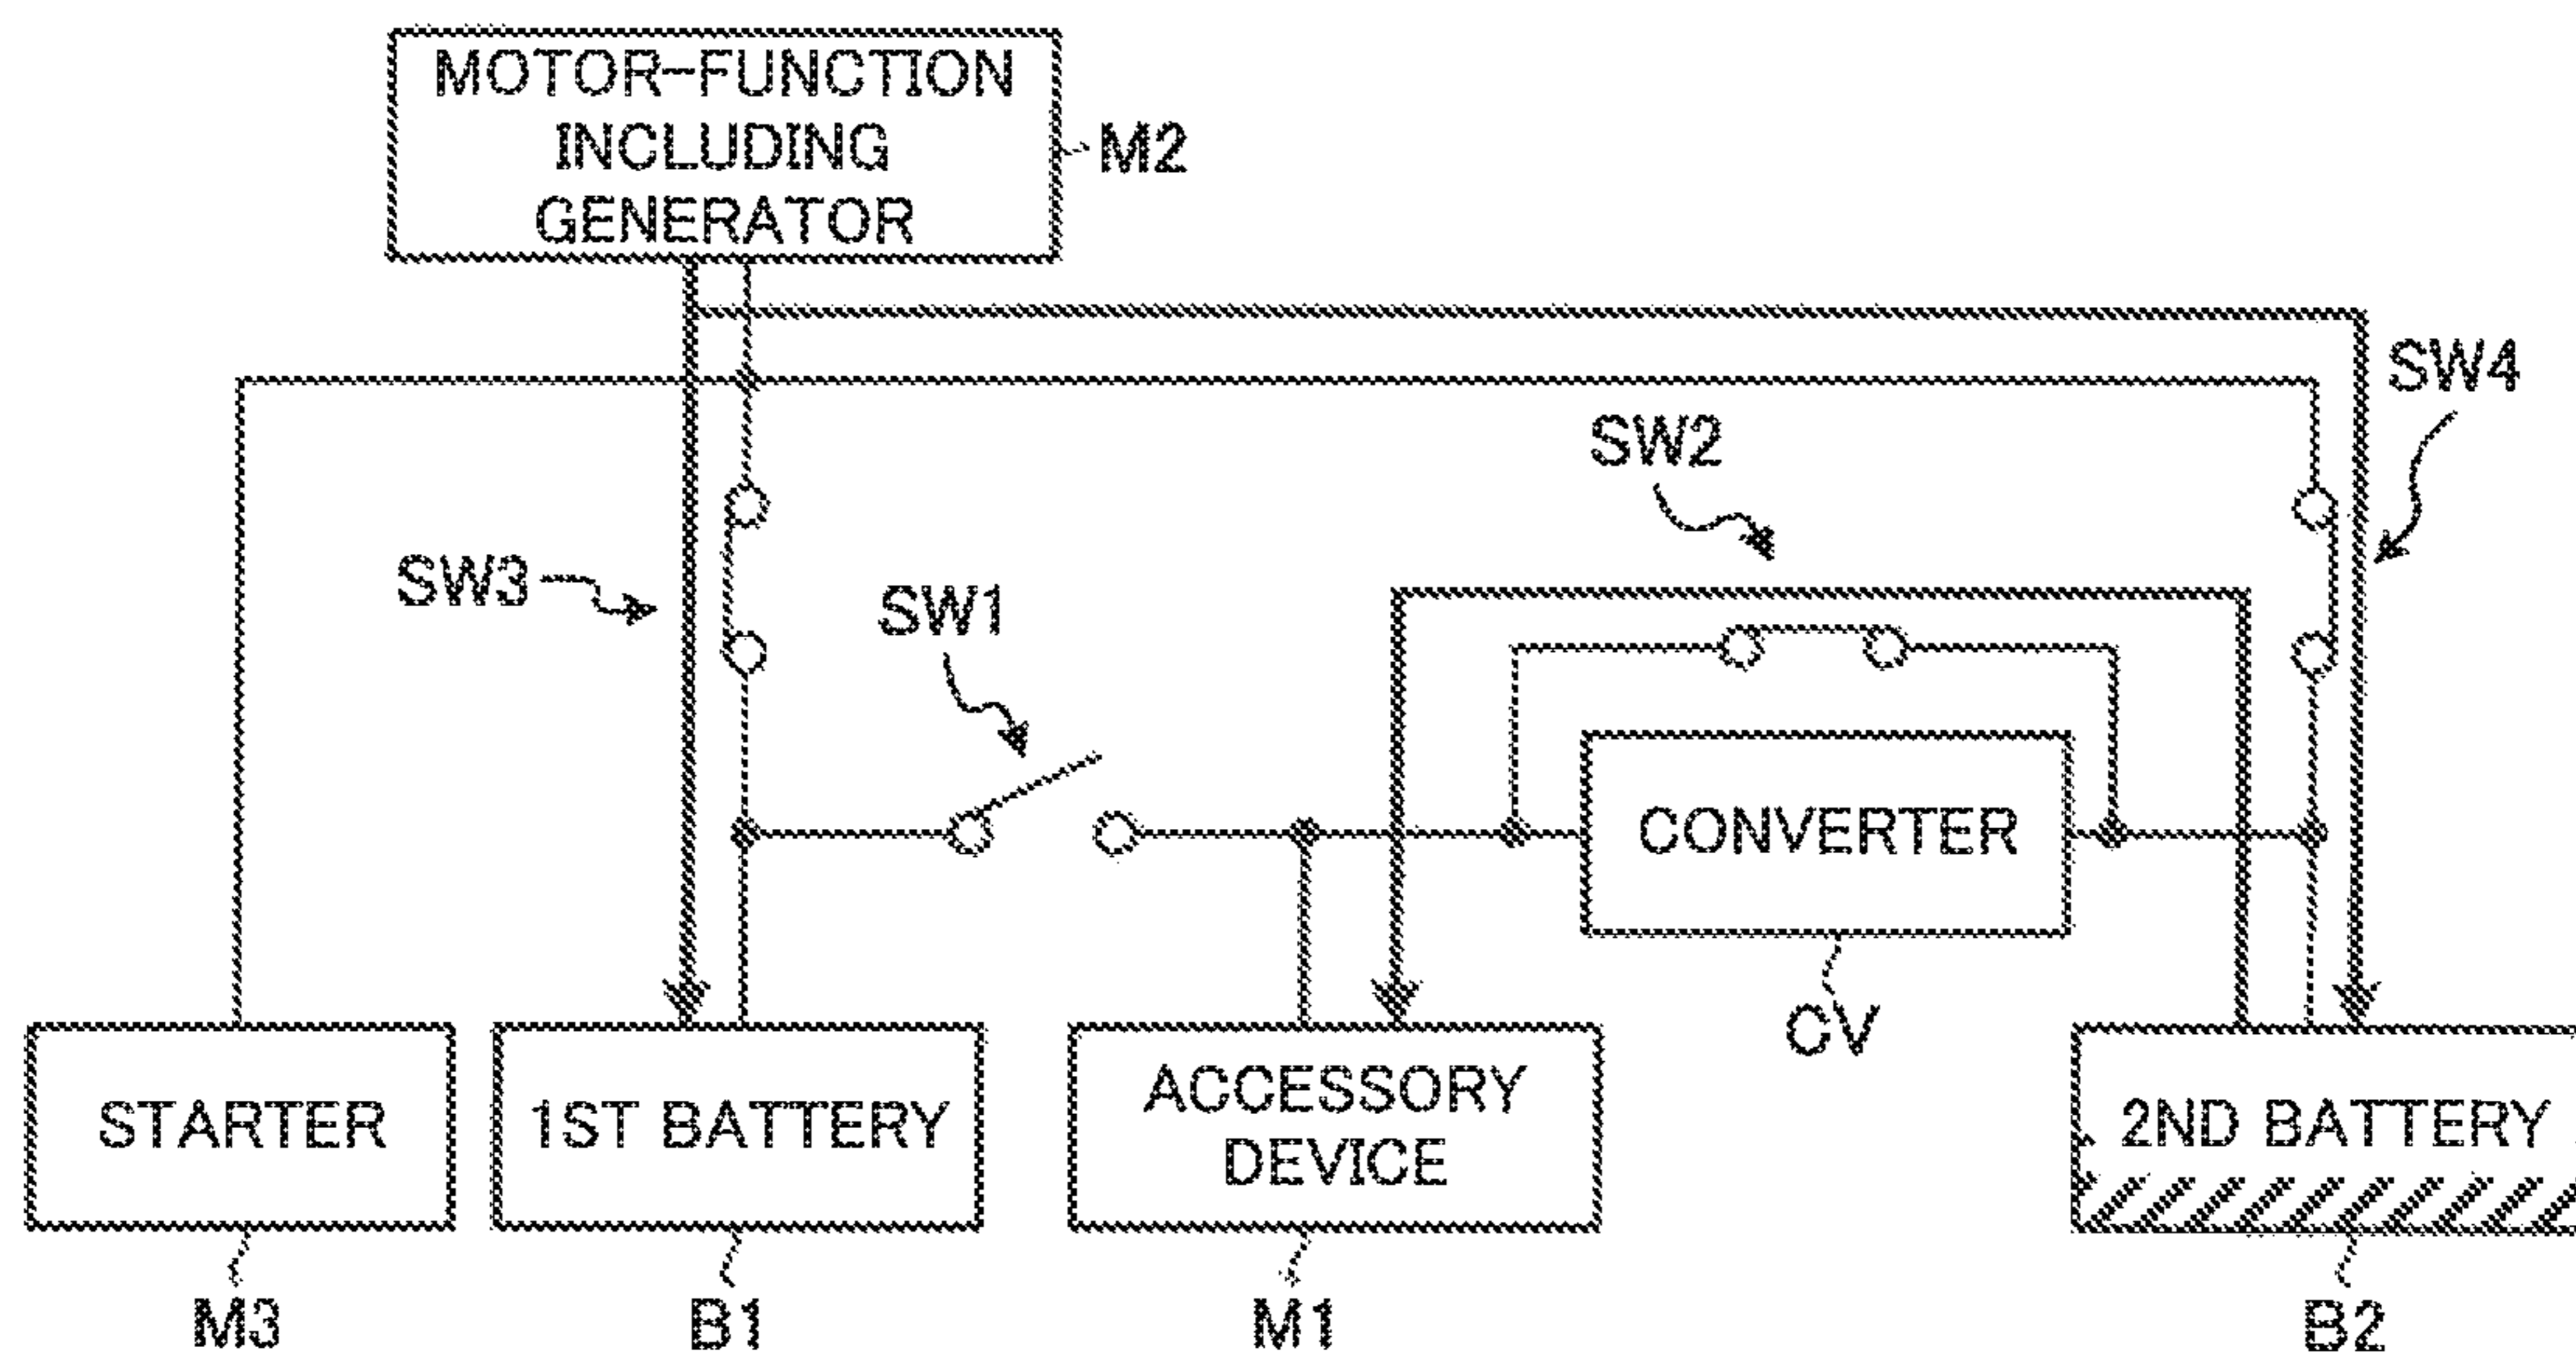 MOTOR-FUNCTION
INCLUDING
GENERATOR
M2
SW4
SW2
SW3
SW1
CONVERTER
CV
STARTER
1ST BATTERY
ACCESSORY
DEVICE
2ND BATTERY
M3
B1
M1
B2